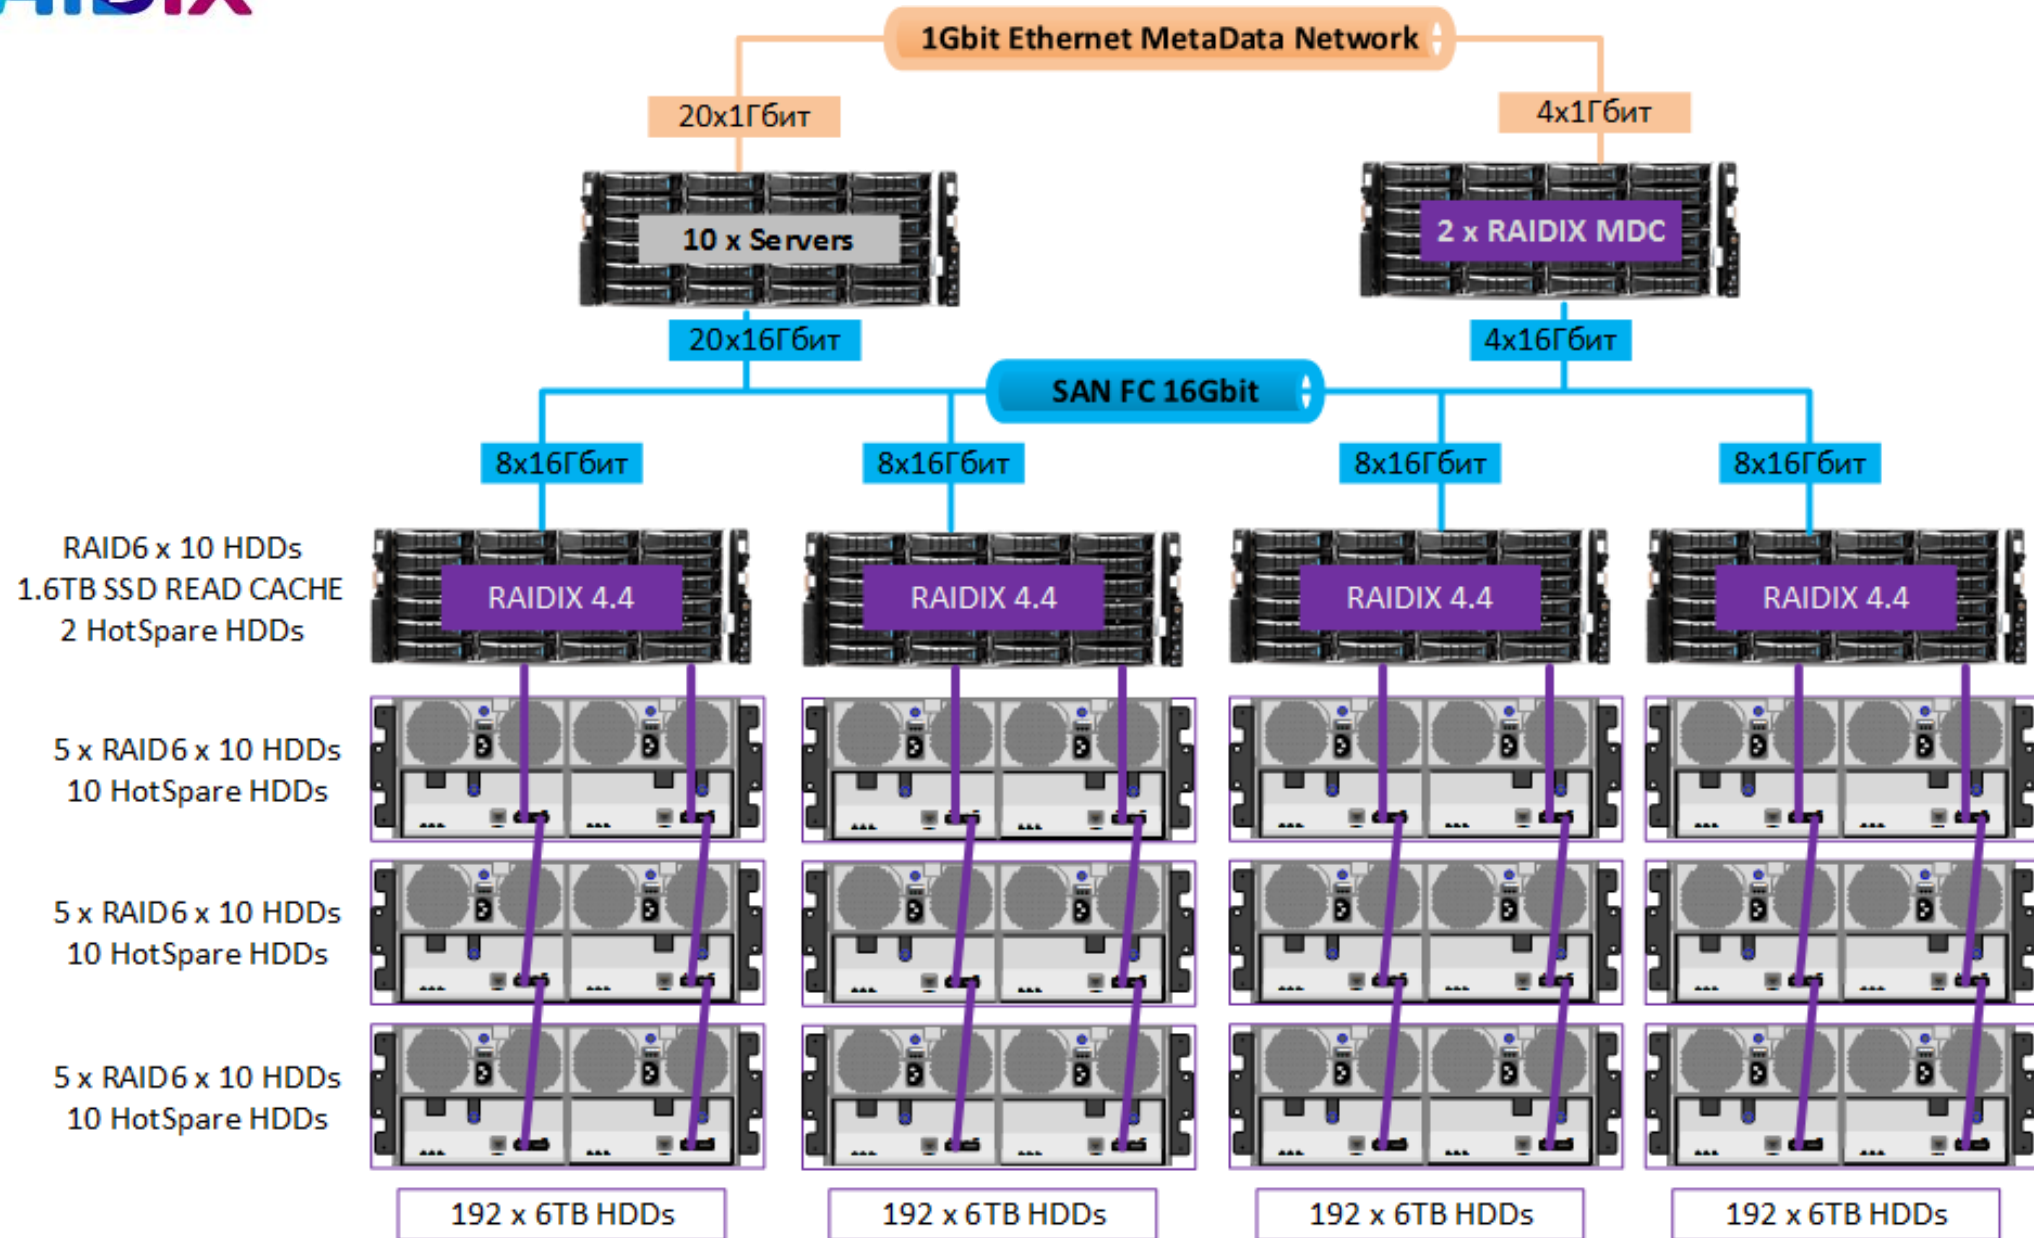 1Gbit Ethernet MetaData Network
20x1Гбит
4x1Гбит
10 x Servers
2 x RAIDIX MDC
20x16Гбит
4x16Гбит
SAN FC 16Gbit
8x16Гбит
8x16Гбит
8x16Гбит
8x16Гбит
RAID6 x 10 HDDs
1.6TB SSD READ CACHE
2 HotSpare HDDs
RAIDIX 4.4
RAIDIX 4.4
RAIDIX 4.4
RAIDIX 4.4
5 x RAID6 x 10 HDDs
10 HotSpare HDDs
5 x RAID6 x 10 HDDs
10 HotSpare HDDs
5 x RAID6 x 10 HDDs
10 HotSpare HDDs
192 x 6TB HDDs
192 x 6TB HDDs
192 x 6TB HDDs
192 x 6TB HDDs